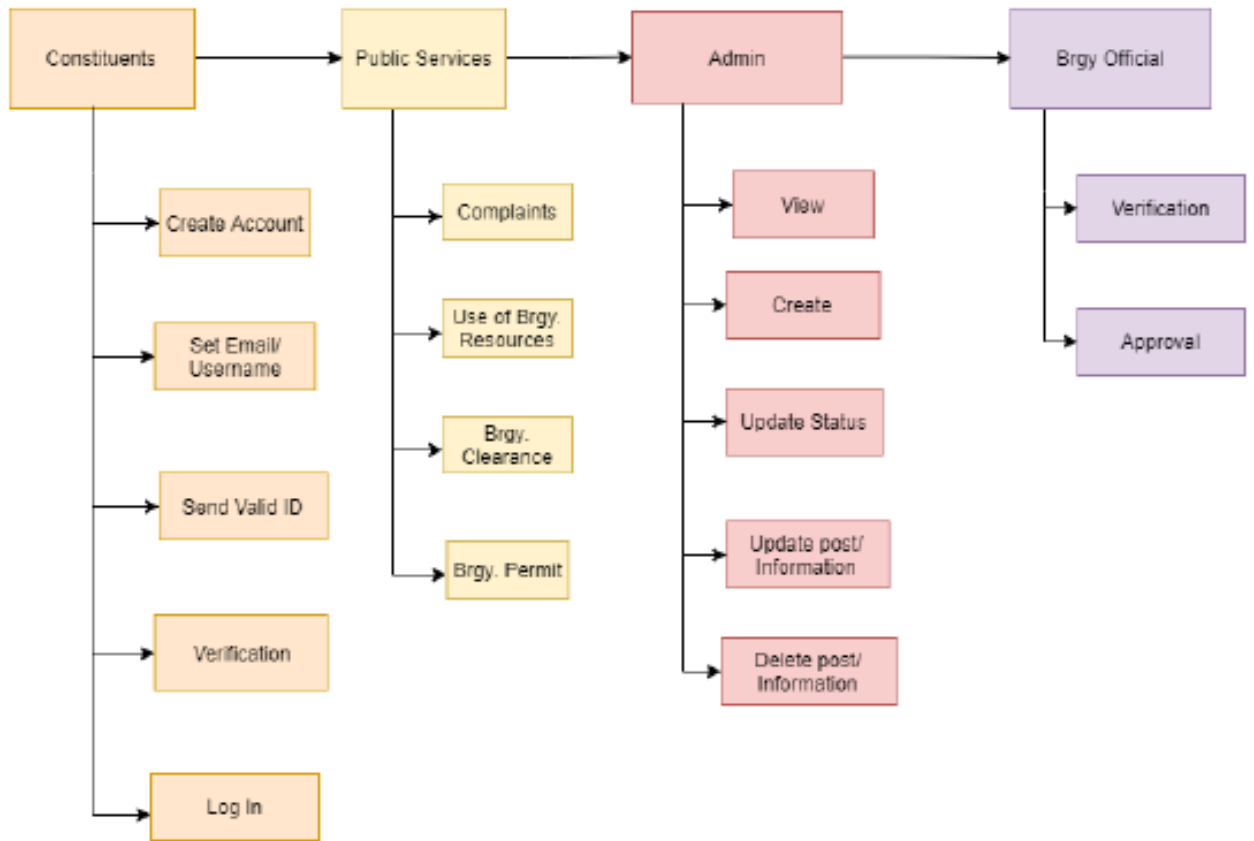 Constituents
Public Services
Admin
Brgy Official
Create Account
Set Email/
Username
Send Valid ID
Verification
Log In
Complaints
Use of Brgy.
Resources
Brgy.
Clearance
Brgy. Permit
View
Create
Update Status
Update post/
Information
Delete post/
Information
Verification
Approval